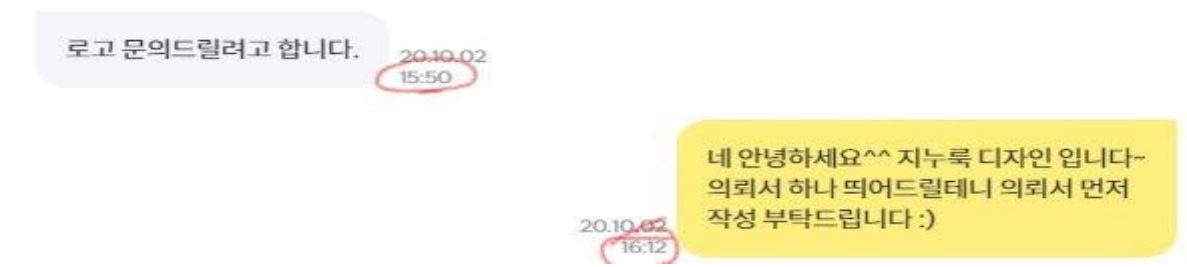 로고 문의드릴려고 합니다.
20.10.02
15:50
네 안녕하세요^^ 지누룩 디자인 입니다~
의뢰서 하나 띄어드릴테니 의뢰서 먼저
작성 부탁드립니다 :)
20.10.02
16:12